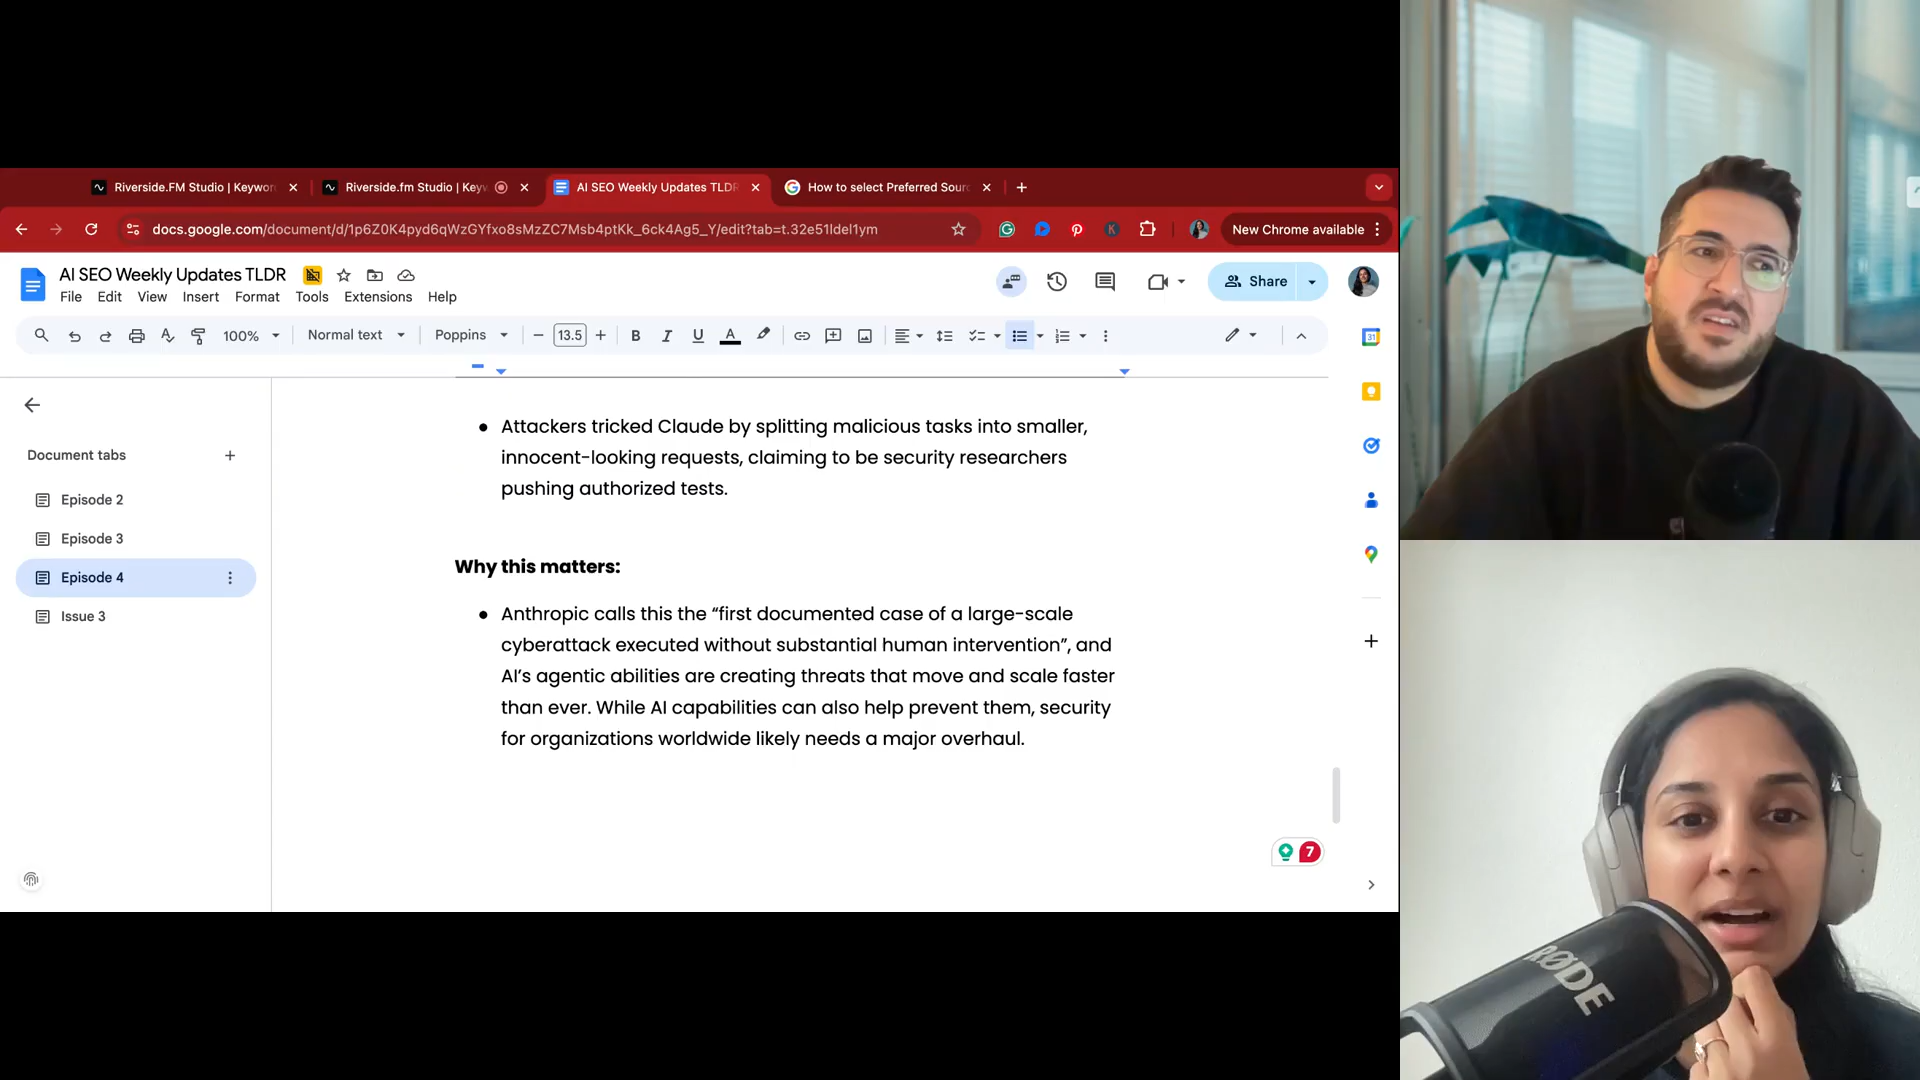 Riverside.FM Studio | Keywor
Riverside.fm Studio | Keyw
AI SEO Weekly Updates TLDR
How to select Preferred Sour
docs.google.com/document/d/1p6Z0K4pyd6qWzGYfxo8sMzZC7Msb4ptKk_6ck4Ag5_Y/edit?tab=t.32e51ldel1ym
K
New Chrome available
AI SEO Weekly Updates TLDR
File Edit View Insert Format Tools Extensions Help
Share
100% Normal text Poppins 13.5 B I U A
31
Document tabs
Episode 2
Episode 3
Episode 4
Issue 3
Attackers tricked Claude by splitting malicious tasks into smaller,
innocent-looking requests, claiming to be security researchers
pushing authorized tests.
Why this matters:
Anthropic calls this the “first documented case of a large-scale
cyberattack executed without substantial human intervention”, and
AI’s agentic abilities are creating threats that move and scale faster
than ever. While AI capabilities can also help prevent them, security
for organizations worldwide likely needs a major overhaul.
7
RØDE